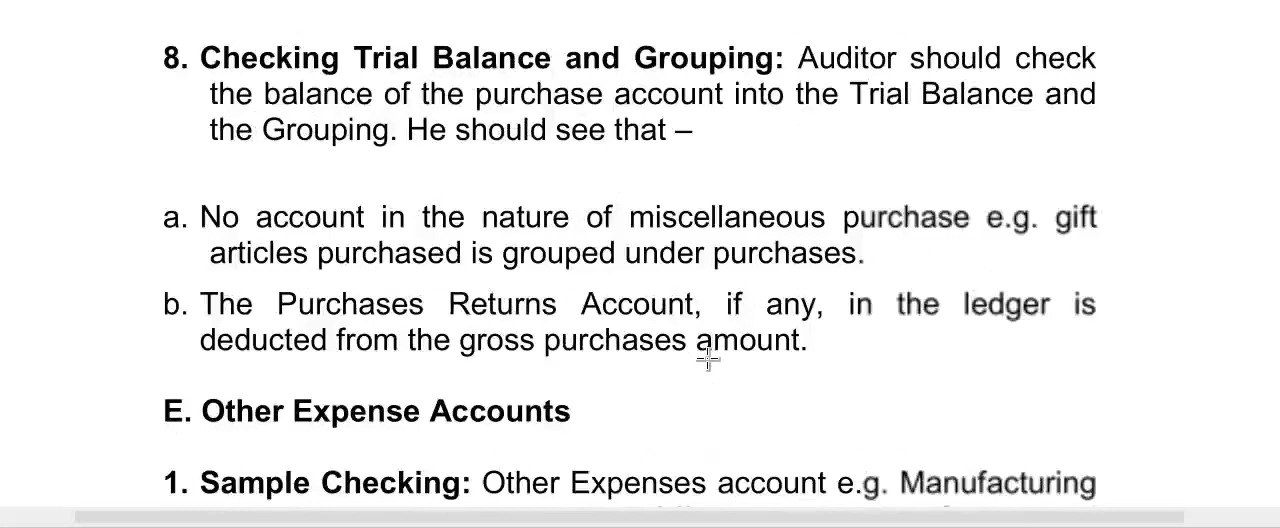 8. Checking Trial Balance and Grouping: Auditor should check
the balance of the purchase account into the Trial Balance and
the Grouping. He should see that –
a. No account in the nature of miscellaneous purchase e.g. gift
articles purchased is grouped under purchases.
b. The Purchases Returns Account, if any, in the ledger is
deducted from the gross purchases amount.
E. Other Expense Accounts
1. Sample Checking: Other Expenses account e.g. Manufacturing